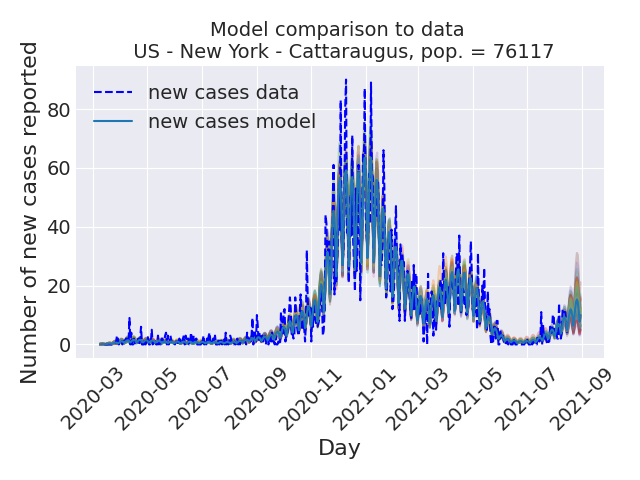 Model comparison to data
US - New York - Cattaraugus, pop. = 76117
Number of new cases reported
new cases data
new cases model
80
60
40
20
0
2020-03
2020-05
2020-07
2020-09
2020-11
2021-01
2021-03
2021-05
2021-07
2021-09
Day